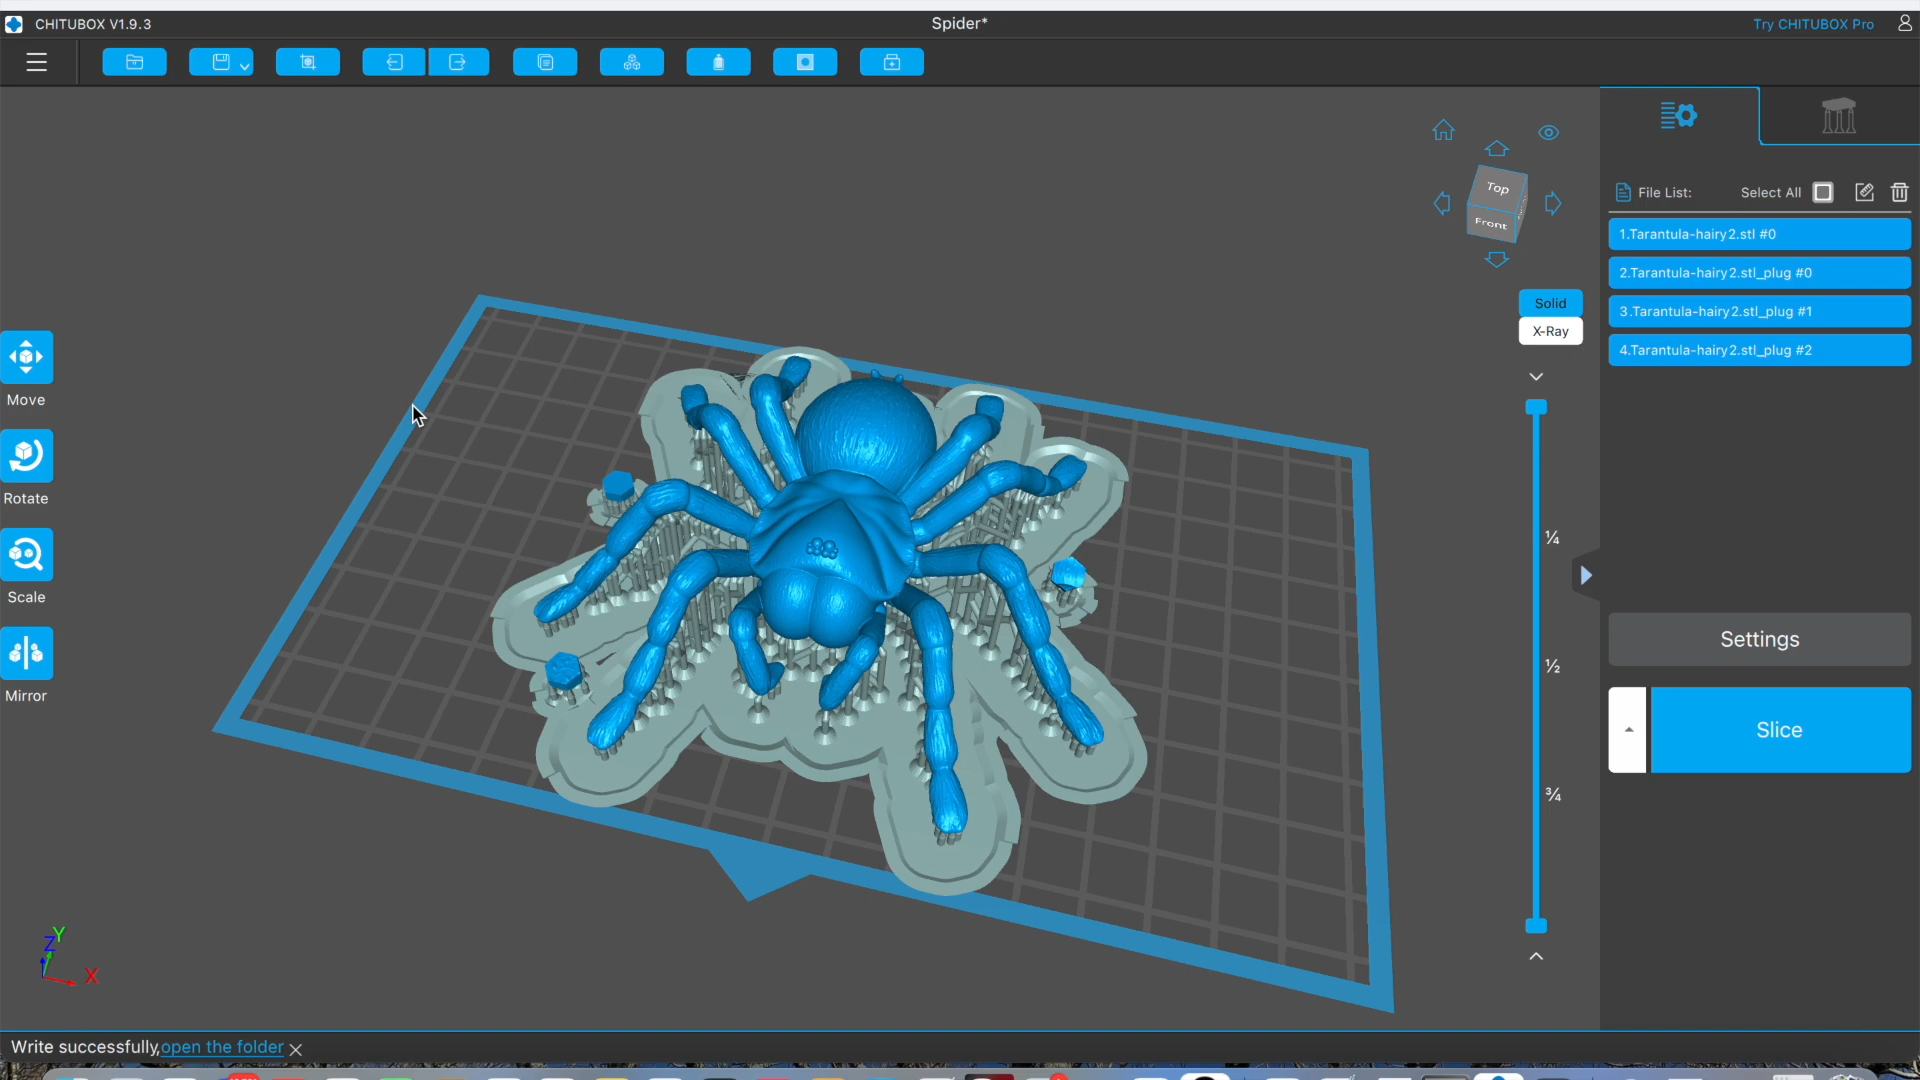 CHITUBOX V1.9.3
Spider*
Try CHITUBOX Pro
File List:
Select All
1.Tarantula-hairy2.stl #0
2.Tarantula-hairy2.stl_plug #0
3.Tarantula-hairy2.stl_plug #1
4.Tarantula-hairy2.stl_plug #2
Top
Front
Solid
X-Ray
Move
Rotate
Scale
Mirror
¼
½
¾
Settings
Slice
Y
Z
X
Write successfully,open the folder